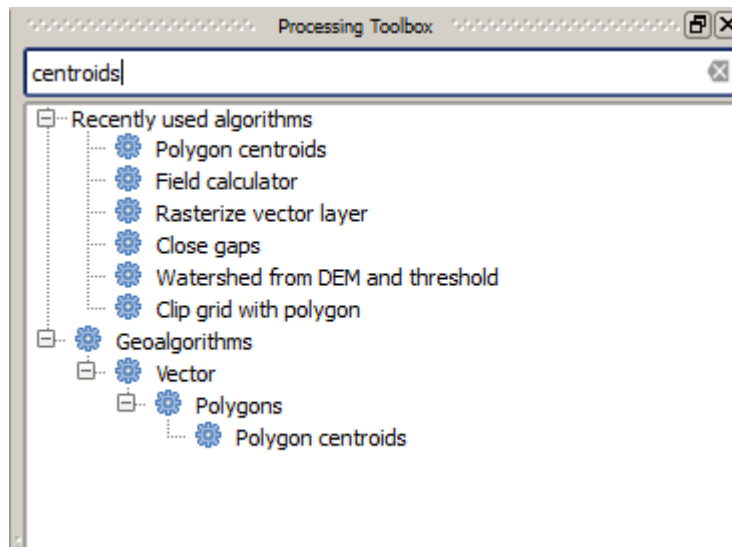 Processing Toolbox
centroids
Recently used algorithms
Polygon centroids
Field calculator
Rasterize vector layer
Close gaps
Watershed from DEM and threshold
Clip grid with polygon
Geoalgorithms
Vector
Polygons
Polygon centroids